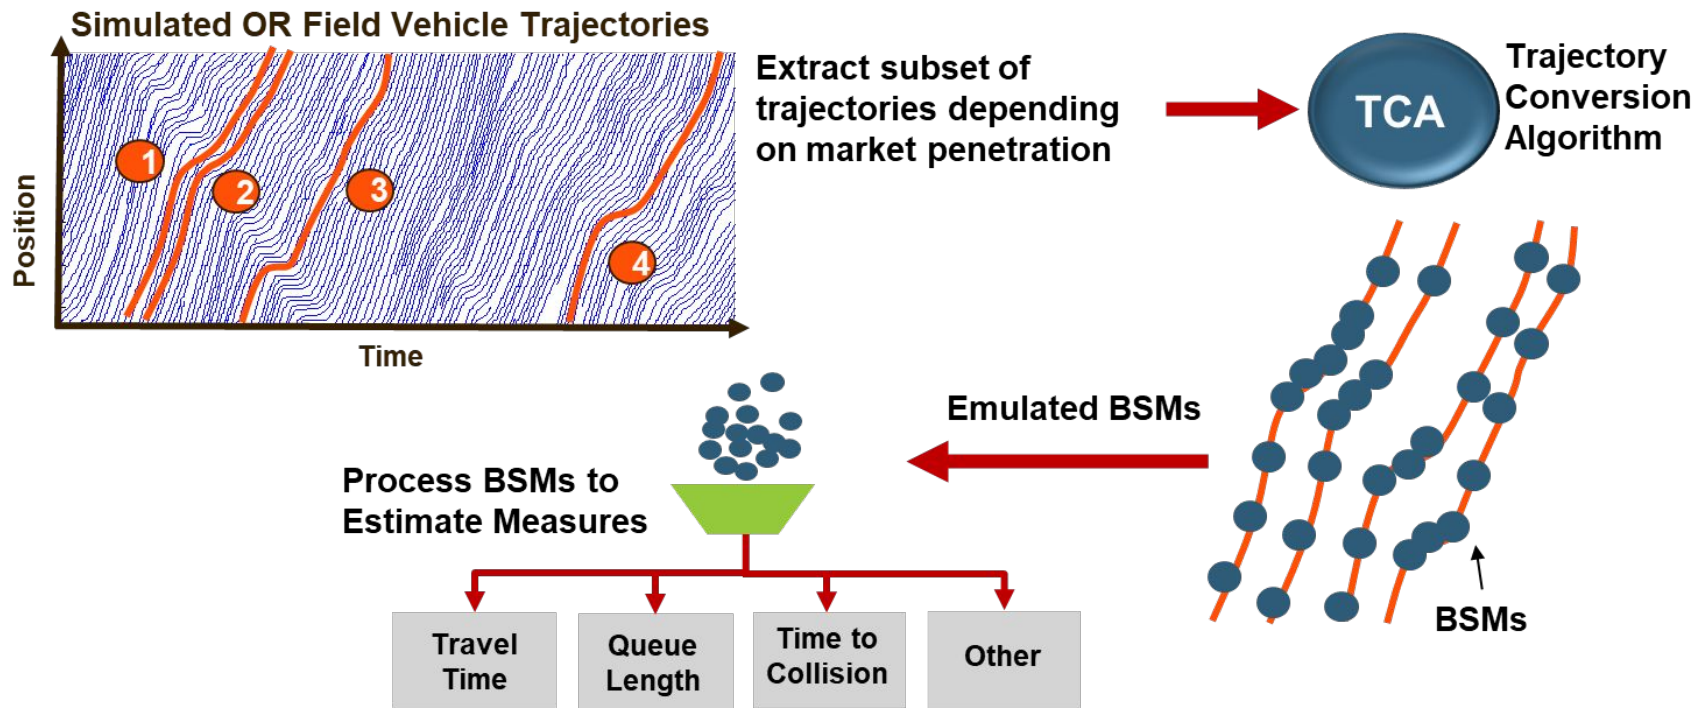 Simulated OR Field Vehicle Trajectories
Position
1
2
3
4
Time
Extract subset of
trajectories depending
on market penetration
TCA
Trajectory
Conversion
Algorithm
BSMs
Emulated BSMs
Process BSMs to
Estimate Measures
Travel
Time
Queue
Length
Time to
Collision
Other